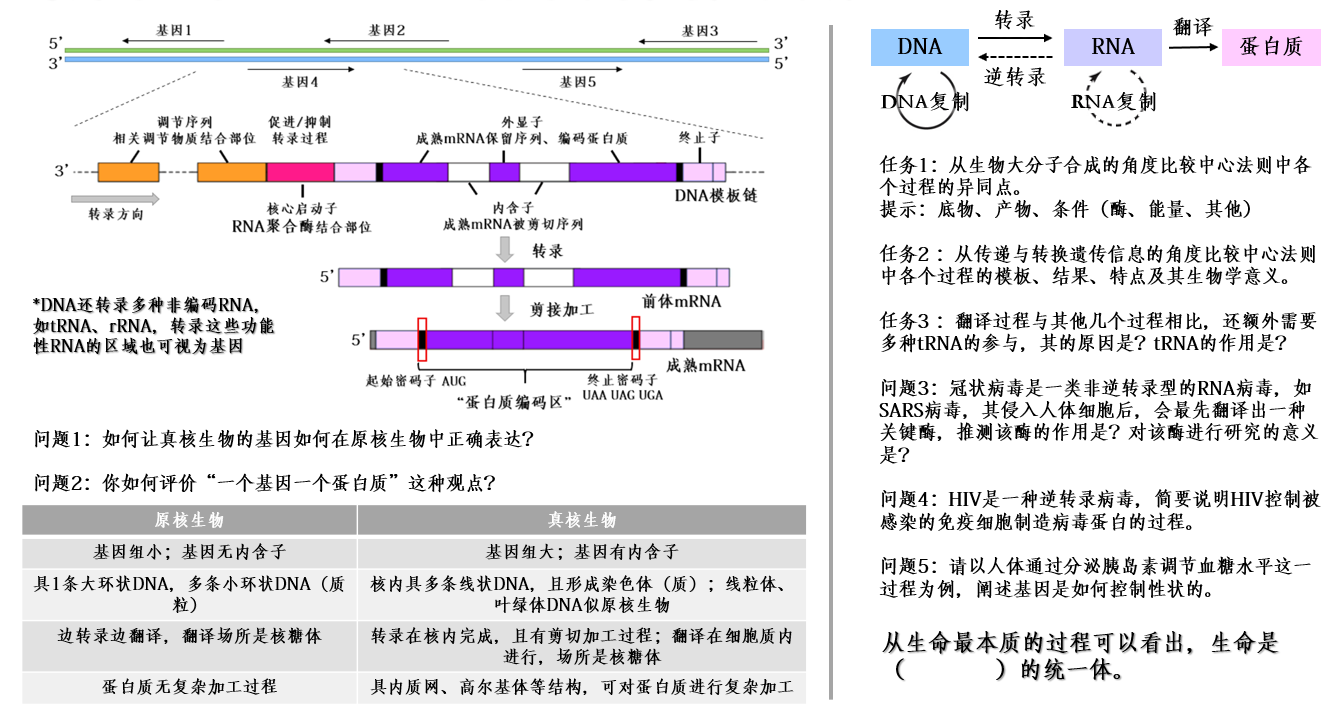 基因1
基因2
基因3
5’
3’
3’
5’
基因4
基因5
调节序列
相关调节物质结合部位
促进/抑制
转录过程
外显子
成熟mRNA保留序列、编码蛋白质
终止子
3’
5’
DNA模板链
转录方向
核心启动子
RNA聚合酶结合部位
内含子
成熟mRNA被剪切序列
转录
5’
前体mRNA
*DNA还转录多种非编码RNA，
如tRNA、rRNA，转录这些功能
性RNA的区域也可视为基因
剪接加工
5’
成熟mRNA
起始密码子 AUG
终止密码子
UAA UAG UGA
“蛋白质编码区”
问题1：如何让真核生物的基因如何在原核生物中正确表达？
问题2：你如何评价“一个基因一个蛋白质”这种观点？
原核生物
真核生物
基因组小；基因无内含子
基因组大；基因有内含子
具1条大环状DNA，多条小环状DNA（质
粒）
核内具多条线状DNA，且形成染色体（质）；线粒体、
叶绿体DNA似原核生物
边转录边翻译，翻译场所是核糖体
转录在核内完成，且有剪切加工过程；翻译在细胞质内
进行，场所是核糖体
蛋白质无复杂加工过程
具内质网、高尔基体等结构，可对蛋白质进行复杂加工
DNA
转录
逆转录
RNA
翻译
蛋白质
DNA复制
RNA复制
任务1：从生物大分子合成的角度比较中心法则中各
个过程的异同点。
提示：底物、产物、条件（酶、能量、其他）
任务2：从传递与转换遗传信息的角度比较中心法则
中各个过程的模板、结果、特点及其生物学意义。
任务3：翻译过程与其他几个过程相比，还额外需要
多种tRNA的参与，其的原因是？tRNA的作用是？
问题3：冠状病毒是一类非逆转录型的RNA病毒，如
SARS病毒，其侵入人体细胞后，会最先翻译出一种
关键酶，推测该酶的作用是？对该酶进行研究的意义
是？
问题4：HIV是一种逆转录病毒，简要说明HIV控制被
感染的免疫细胞制造病毒蛋白的过程。
问题5：请以人体通过分泌胰岛素调节血糖水平这一
过程为例，阐述基因是如何控制性状的。
从生命最本质的过程可以看出，生命是
（　　　　）的统一体。